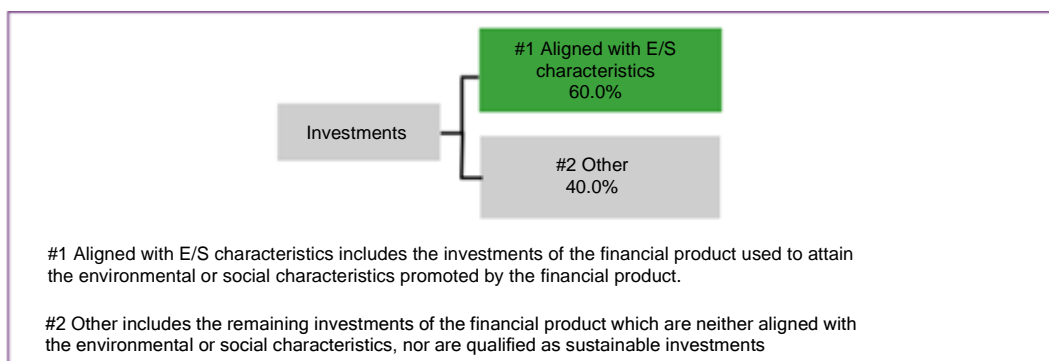 #1 Aligned with E/S
characteristics
60.0%
Investments
#2 Other
40.0%
#1 Aligned with E/S characteristics includes the investments of the financial product used to attain
the environmental or social characteristics promoted by the financial product.
#2 Other includes the remaining investments of the financial product which are neither aligned with
the environmental or social characteristics, nor are qualified as sustainable investments